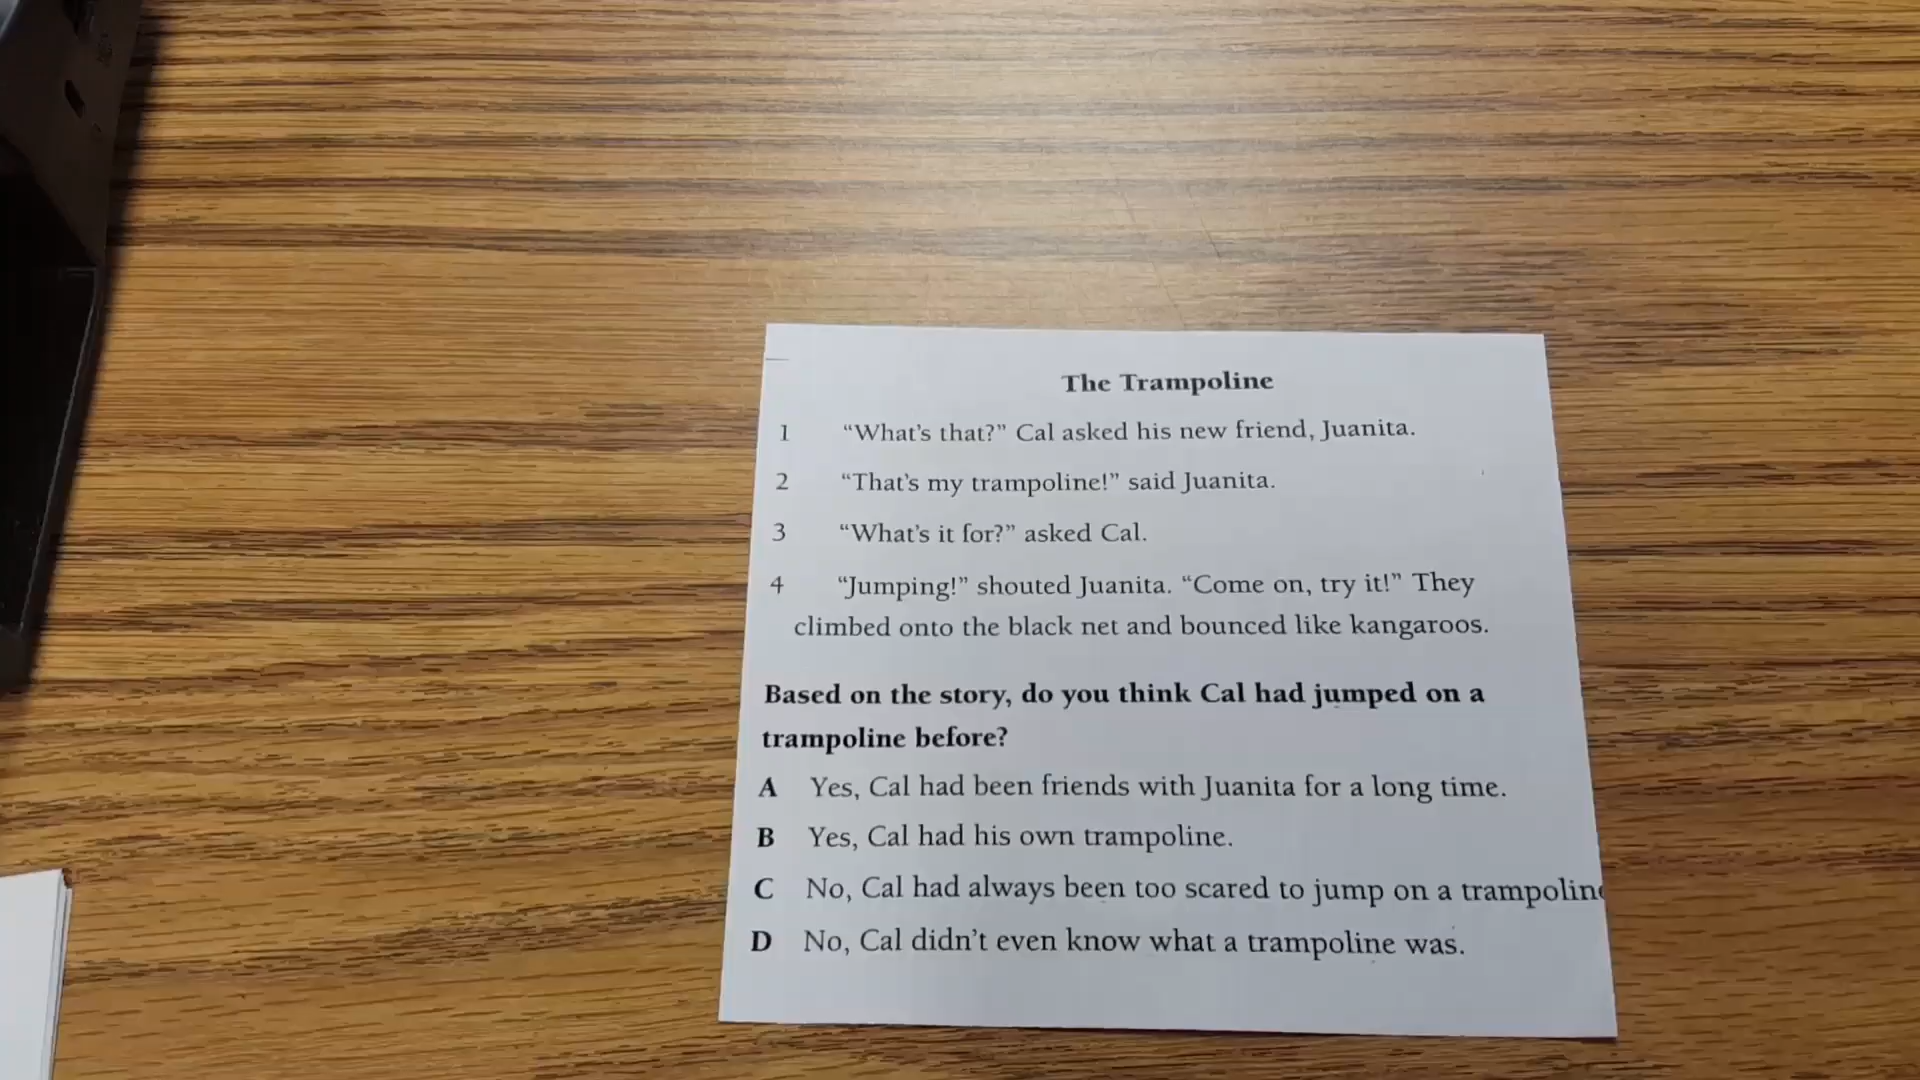 The Trampoline
1 “What’s that?” Cal asked his new friend, Juanita.
2 “That’s my trampoline!” said Juanita.
3 “What’s it for?” asked Cal.
4 “Jumping!” shouted Juanita. “Come on, try it!” They
climbed onto the black net and bounced like kangaroos.
Based on the story, do you think Cal had jumped on a
trampoline before?
A Yes, Cal had been friends with Juanita for a long time.
B Yes, Cal had his own trampoline.
C No, Cal had always been too scared to jump on a trampoline
D No, Cal didn’t even know what a trampoline was.